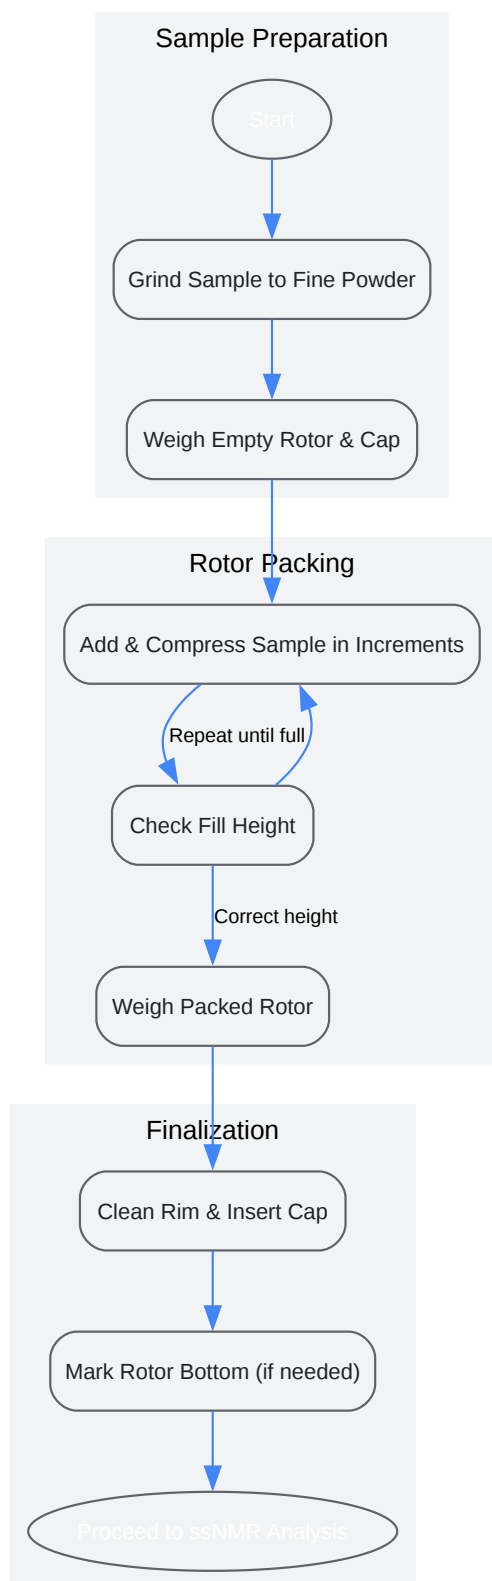 Sample Preparation
Start
Grind Sample to Fine Powder
Weigh Empty Rotor & Cap
Rotor Packing
Add & Compress Sample in Increments
Repeat until full
Check Fill Height
Correct height
Weigh Packed Rotor
Finalization
Clean Rim & Insert Cap
Mark Rotor Bottom (if needed)
Proceed to ssNMR Analysis